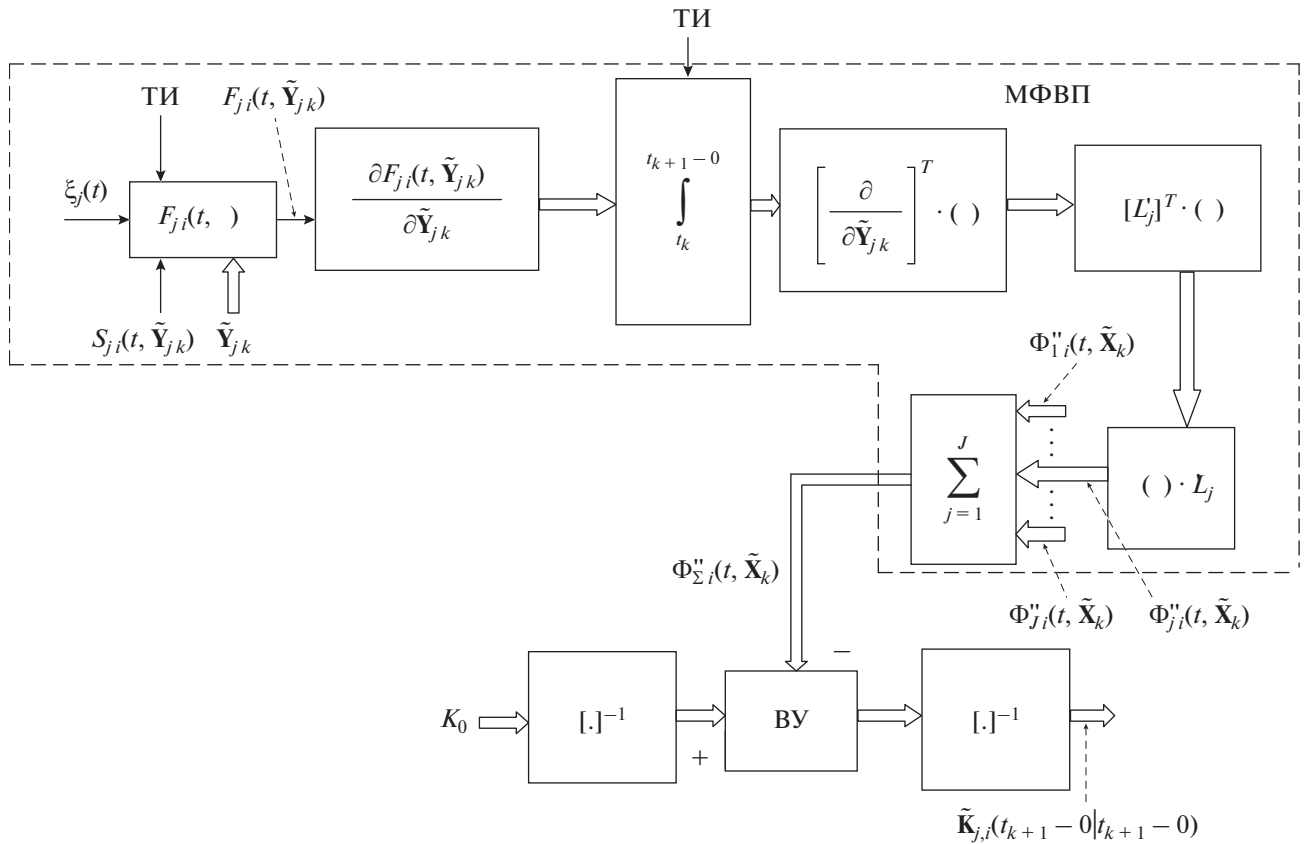 ТИ
МФВП
ТИ
F_{ji}(t, Ỹ_{jk})
ξ_j(t)
F_{ji}(t, )
∂F_{ji}(t, Ỹ_{jk})
∂Ỹ_{jk}
t_{k+1} − 0
∫
t_k
[∂ / ∂Ỹ_{jk}]^T · ( )
[L'_j]^T · ( )
S_{ji}(t, Ỹ_{jk})
Ỹ_{jk}
Φ''_{1i}(t, X̃_k)
J
∑
j = 1
( ) · L'_j
Φ''_{Σi}(t, X̃_k)
Φ''_{Ji}(t, X̃_k)
Φ''_{ji}(t, X̃_k)
−
K_0
[.]^{−1}
ВУ
[.]^{−1}
+
K̃_{j,i}(t_{k+1} − 0|t_{k+1} − 0)